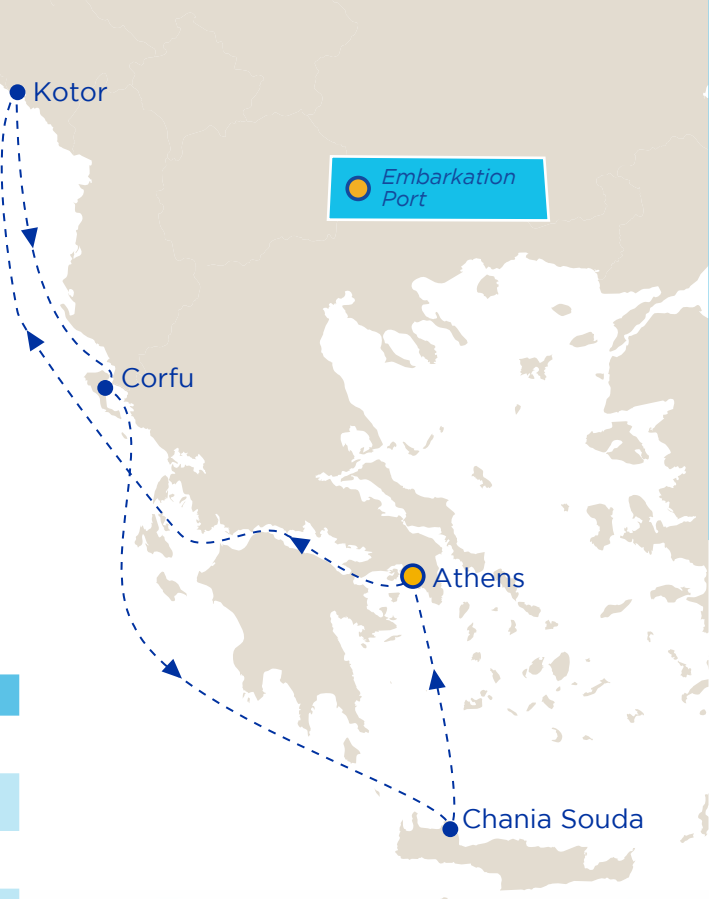 Kotor
Embarkation
Port
Corfu
Athens
Chania Souda